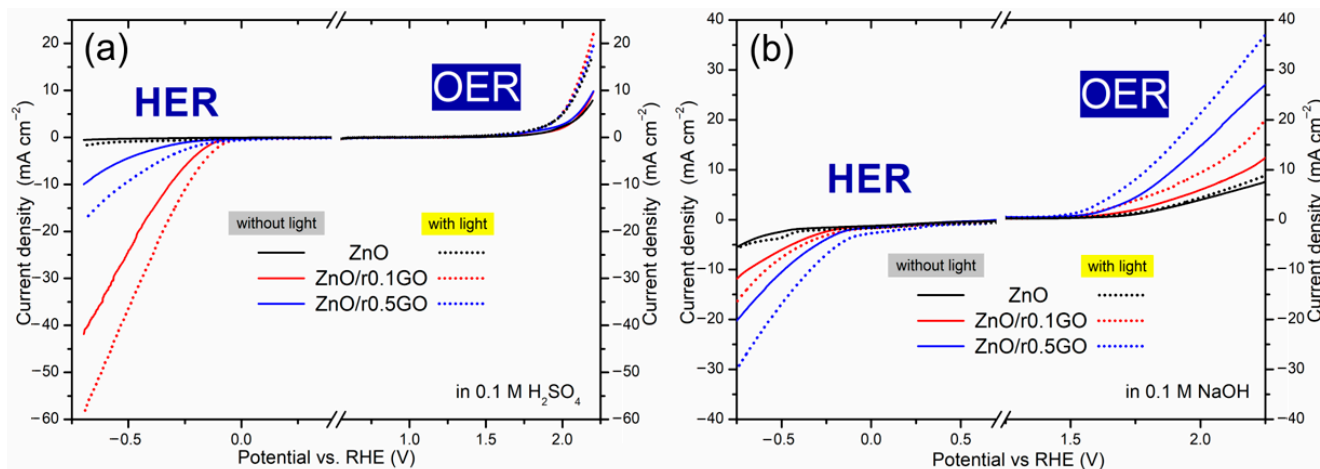 (a)
HER
OER
Current density (mA cm⁻²)
20
10
0
−10
−20
−30
−40
−50
−60
20
10
0
−10
−20
−30
−40
−50
−60
Current density (mA cm⁻²)
without light
with light
ZnO
ZnO/r0.1GO
ZnO/r0.5GO
in 0.1 M H₂SO₄
−0.5 0.0 1.0 1.5 2.0
Potential vs. RHE (V)
(b)
OER
HER
Current density (mA cm⁻²)
40
30
20
10
0
−10
−20
−30
−40
40
30
20
10
0
−10
−20
−30
−40
Current density (mA cm⁻²)
without light
with light
ZnO
ZnO/r0.1GO
ZnO/r0.5GO
in 0.1 M NaOH
−0.5 0.0 0.5 1.5 2.0
Potential vs RHE (V)